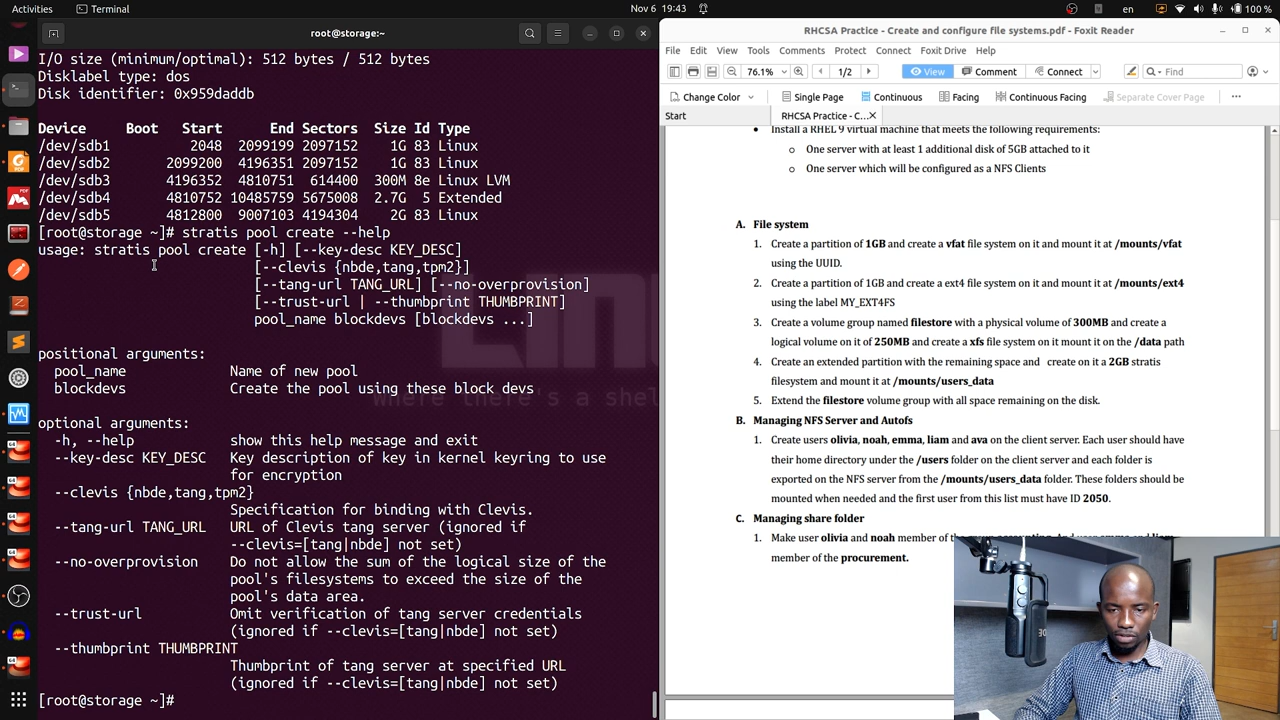 Activities
Terminal
Nov 6 19:43
100 %
root@storage:~
I/O size (minimum/optimal): 512 bytes / 512 bytes
Disklabel type: dos
Disk identifier: 0x959daddb
Device Boot Start End Sectors Size Id Type
/dev/sdb1 2048 2099199 2097152 1G 83 Linux
/dev/sdb2 2099200 4196351 2097152 1G 83 Linux
/dev/sdb3 4196352 4810751 614400 300M 8e Linux LVM
/dev/sdb4 4810752 10485759 5675008 2.7G 5 Extended
/dev/sdb5 4812800 9007103 4194304 2G 83 Linux
[root@storage ~]# stratis pool create --help
usage: stratis pool create [-h] [--key-desc KEY_DESC]
[--clevis {nbde,tang,tpm2}]
[--tang-url TANG_URL] [--no-overprovision]
[--trust-url | --thumbprint THUMBPRINT]
pool_name blockdevs [blockdevs ...]
positional arguments:
pool_name Name of new pool
blockdevs Create the pool using these block devs
optional arguments:
-h, --help show this help message and exit
--key-desc KEY_DESC Key description of key in kernel keyring to use
for encryption
--clevis {nbde,tang,tpm2}
Specification for binding with Clevis.
--tang-url TANG_URL URL of Clevis tang server (ignored if
--clevis=[tang|nbde] not set)
--no-overprovision Do not allow the sum of the logical size of the
pool's filesystems to exceed the size of the
pool's data area.
--trust-url Omit verification of tang server credentials
(ignored if --clevis=[tang|nbde] not set)
--thumbprint THUMBPRINT
Thumbprint of tang server at specified URL
(ignored if --clevis=[tang|nbde] not set)
[root@storage ~]#
where there's a shel
RHCSA Practice - Create and configure file systems.pdf - Foxit Reader
File Edit View Tools Comments Protect Connect Foxit Drive Help
76.1% 1/2 View Comment Connect Find
Change Color Single Page Continuous Facing Continuous Facing Separate Cover Page
Start RHCSA Practice - C...
• Install a RHEL 9 virtual machine that meets the following requirements:
o One server with at least 1 additional disk of 5GB attached to it
o One server which will be configured as a NFS Clients
A. File system
1. Create a partition of 1GB and create a vfat file system on it and mount it at /mounts/vfat
using the UUID.
2. Create a partition of 1GB and create a ext4 file system on it and mount it at /mounts/ext4
using the label MY_EXT4FS
3. Create a volume group named filestore with a physical volume of 300MB and create a
logical volume on it of 250MB and create a xfs file system on it mount it on the /data path
4. Create an extended partition with the remaining space and create on it a 2GB stratis
filesystem and mount it at /mounts/users_data
5. Extend the filestore volume group with all space remaining on the disk.
B. Managing NFS Server and Autofs
1. Create users olivia, noah, emma, liam and ava on the client server. Each user should have
their home directory under the /users folder on the client server and each folder is
exported on the NFS server from the /mounts/users_data folder. These folders should be
mounted when needed and the first user from this list must have ID 2050.
C. Managing share folder
1. Make user olivia and noah member of
member of the procurement.